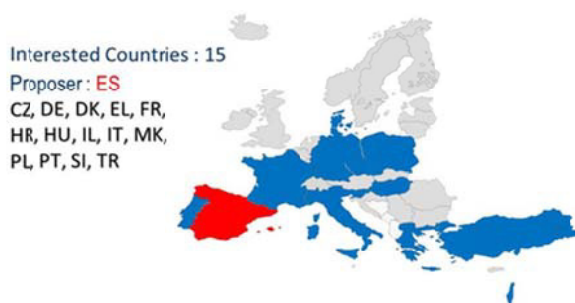 Interested Countries : 15
Proposer : ES
CZ, DE, DK, EL, FR,
HR, HU, IL, IT, MK,
PL, PT, SI, TR